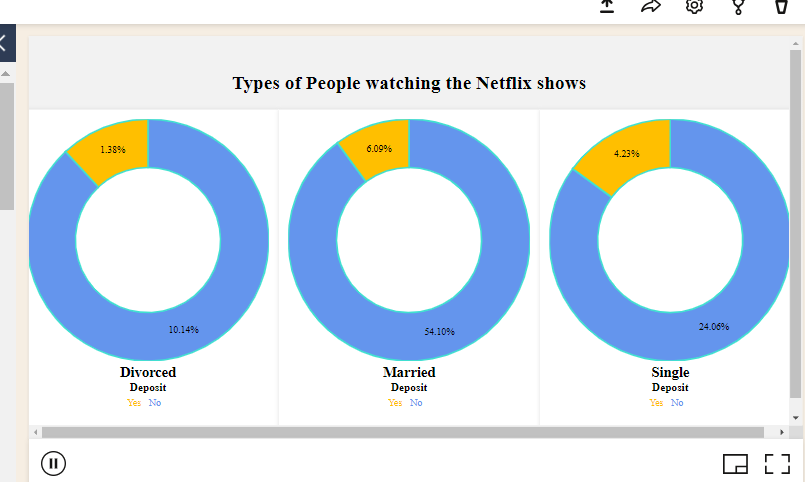 Types of People watching the Netflix shows
1.38%
10.14%
Divorced
Deposit
Yes No
6.09%
54.10%
Married
Deposit
Yes No
4.23%
24.06%
Single
Deposit
Yes No